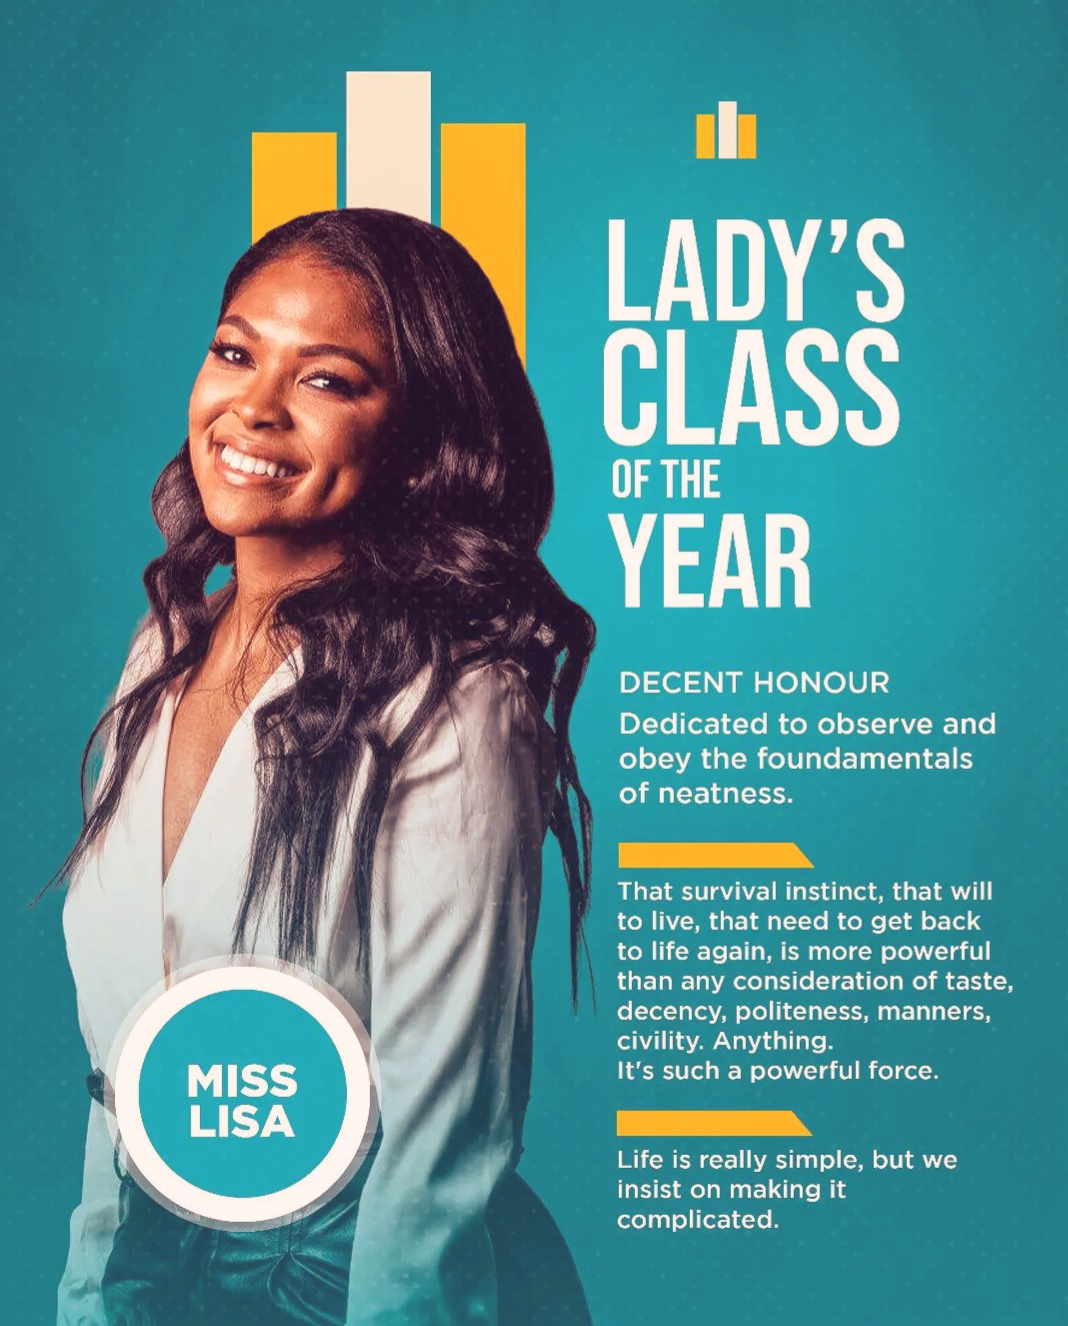 LADY’S
CLASS
OF THE
YEAR
DECENT HONOUR
Dedicated to observe and
obey the foundamentals
of neatness.
That survival instinct, that will
to live, that need to get back
to life again, is more powerful
than any consideration of taste,
decency, politeness, manners,
civility. Anything.
It's such a powerful force.
Life is really simple, but we
insist on making it
complicated.
MISS
LISA